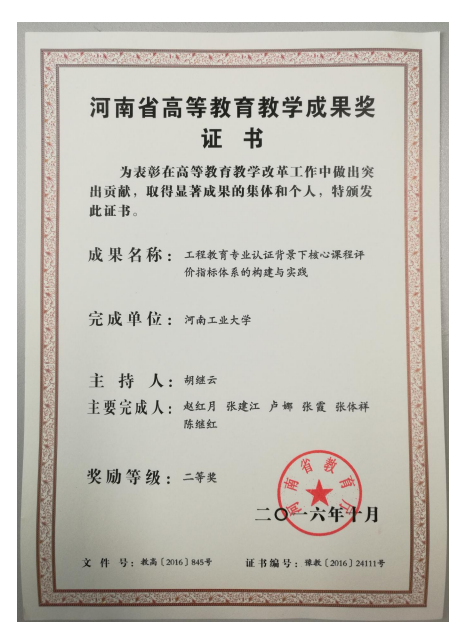 河南省高等教育教学成果奖
证 书
为表彰在高等教育教学改革工作中做出突
出贡献，取得显著成果的集体和个人，特颁发
此证书。
成果名称：工程教育专业认证背景下核心课程评
价指标体系的构建与实践
完成单位：河南工业大学
主 持 人：胡继云
主要完成人：赵红月 张建江 卢娜 张霞 张体祥
陈继红
奖励等级：二等奖
河南省教育厅
二〇一六年十月
文 件 号：教高〔2016〕845号 证书编号：豫教〔2016〕24111号